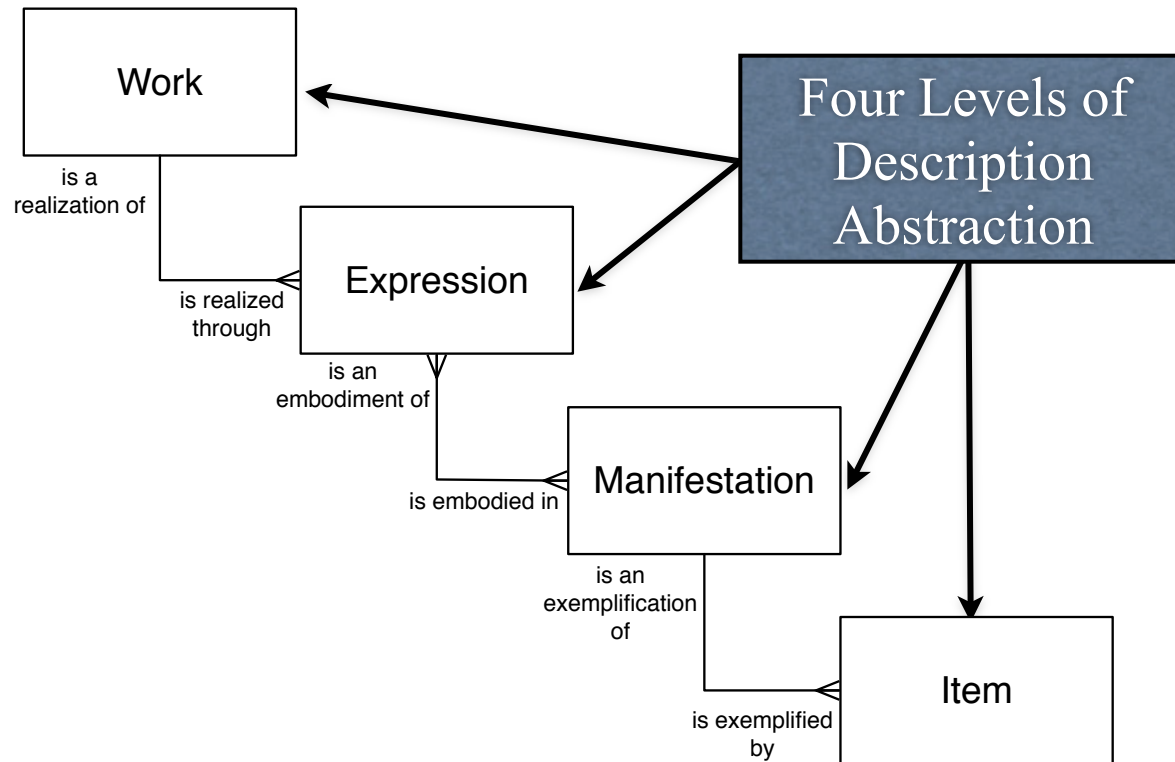 Work
Four Levels of
Description
Abstraction
is a
realization of
Expression
is realized
through
is an
embodiment of
Manifestation
is embodied in
is an
exemplification
of
Item
is exemplified
by